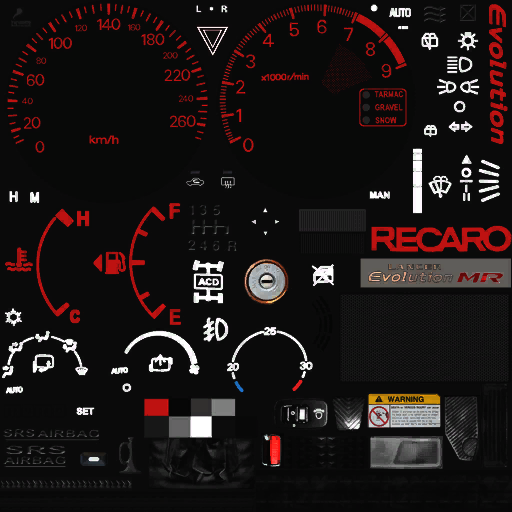 L • R
AUTO
0
20
60
100
140
180
220
240
260
160
120
80
40
km/h
0
1
2
3
4
5
6
7
8
9
x1000r/min
TARMAC
GRAVEL
SNOW
Evolution
H M
MAN
1 3 5
2 4 6 R
H
C
F
E
ACD
RECARO
LANCER
Evolution MR
AUTO
AUTO
20
25
30
SET
WARNING
SRS AIRBAG
SRS
AIRBAG